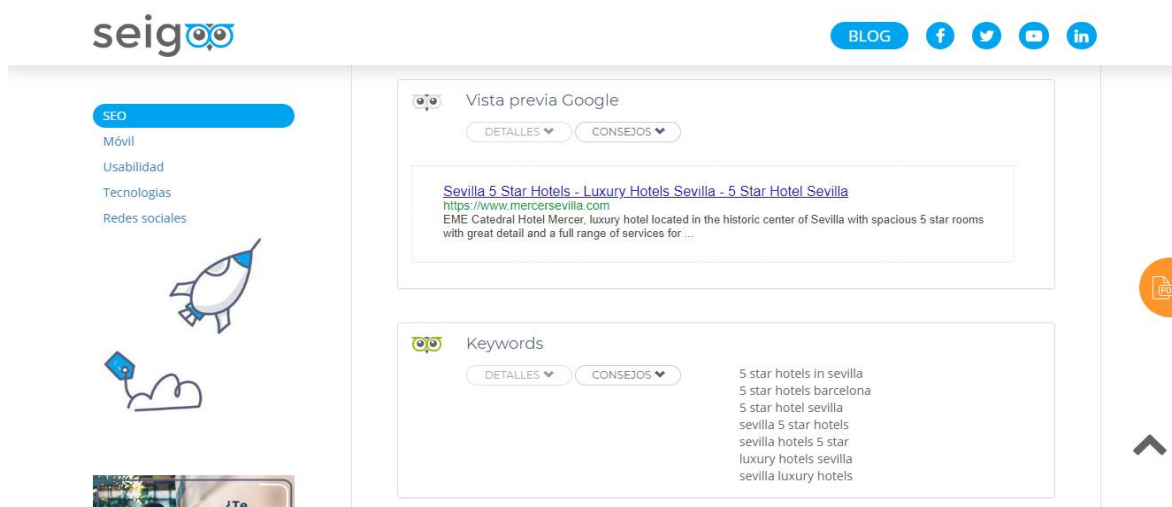 seigoo
BLOG
SEO
Móvil
Usabilidad
Tecnologias
Redes sociales
Vista previa Google
DETALLES
CONSEJOS
Sevilla 5 Star Hotels - Luxury Hotels Sevilla - 5 Star Hotel Sevilla
https://www.mercersevilla.com
EME Catedral Hotel Mercer, luxury hotel located in the historic center of Sevilla with spacious 5 star rooms
with great detail and a full range of services for ...
Keywords
DETALLES
CONSEJOS
5 star hotels in sevilla
5 star hotels barcelona
5 star hotel sevilla
sevilla 5 star hotels
sevilla hotels 5 star
luxury hotels sevilla
sevilla luxury hotels
¿Te